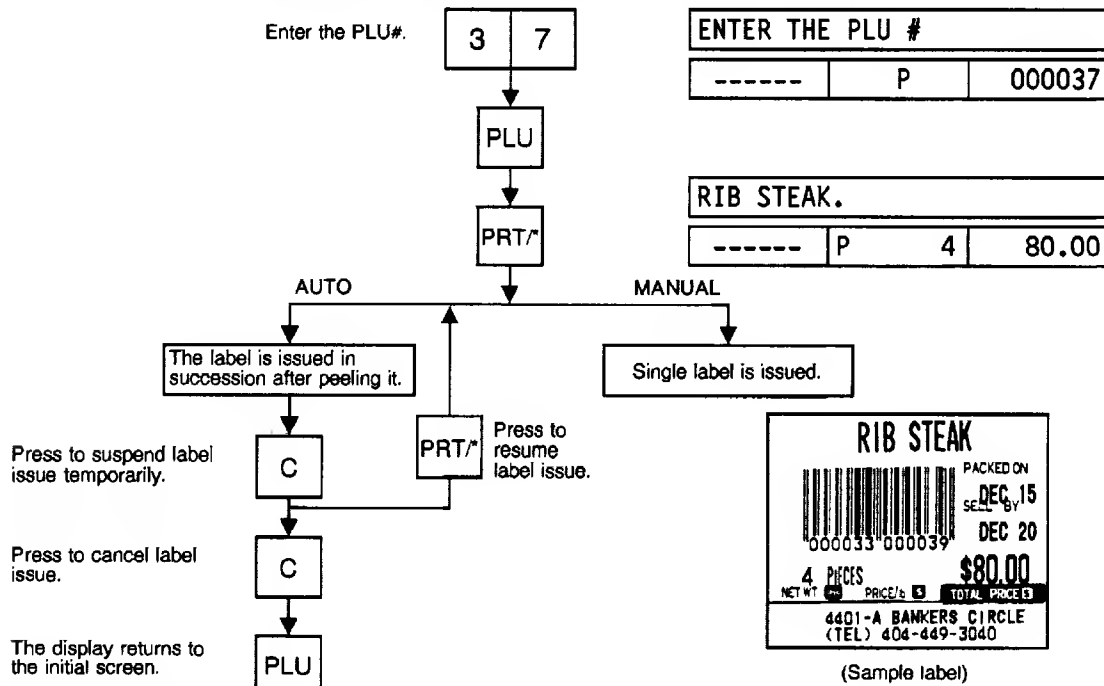 Enter the PLU#.
3 7
ENTER THE PLU #
------ P 000037
PLU
RIB STEAK.
------ P 4 80.00
PRT/*
AUTO
MANUAL
The label is issued in
succession after peeling it.
Single label is issued.
Press to suspend label
issue temporarily.
C
PRT/*
Press to
resume
label issue.
Press to cancel label
issue.
C
The display returns to
the initial screen.
PLU
RIB STEAK
PACKED ON
DEC 15
SELL BY
DEC 20
000033 000039
4 PIECES
$80.00
NET WT
PRICE/
TOTAL PRICE
4401-A BANKERS CIRCLE
(TEL) 404-449-3040
(Sample label)